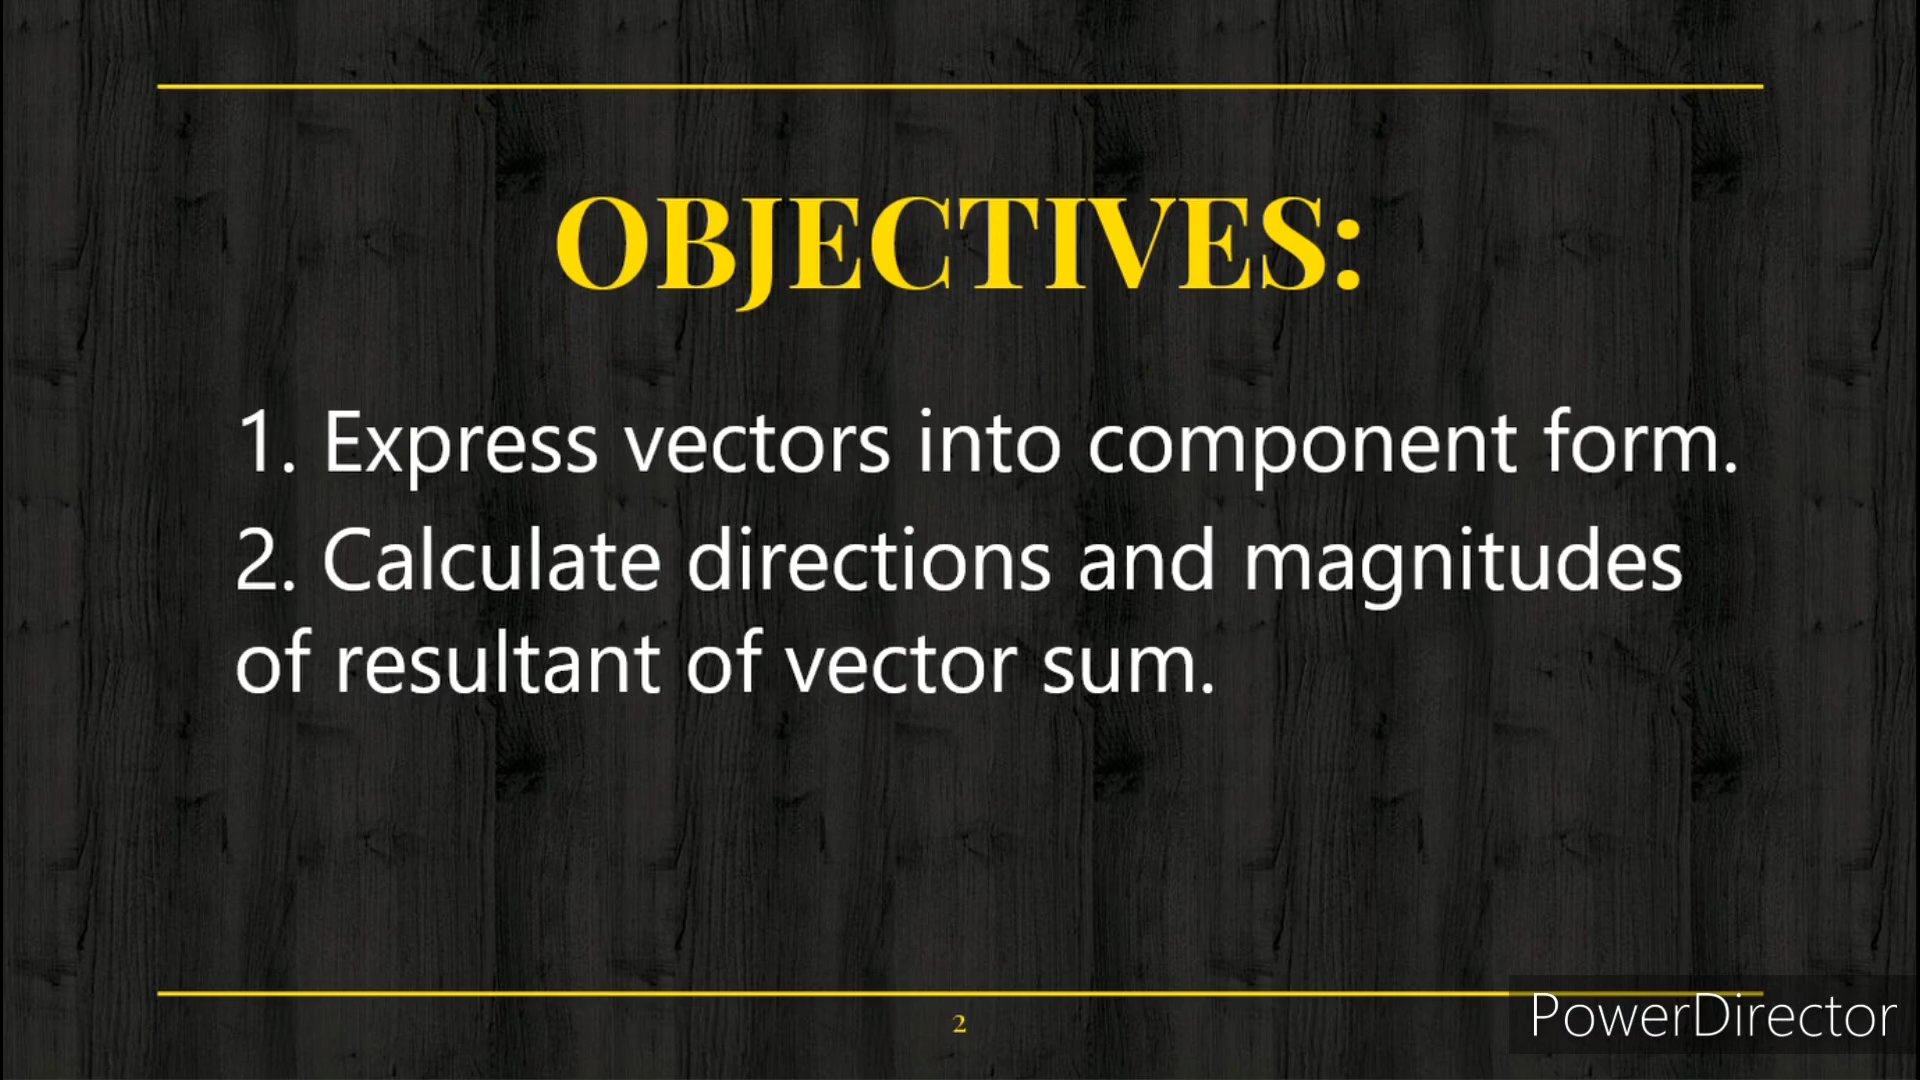 OBJECTIVES:
1. Express vectors into component form.
2. Calculate directions and magnitudes
of resultant of vector sum.
2
PowerDirector